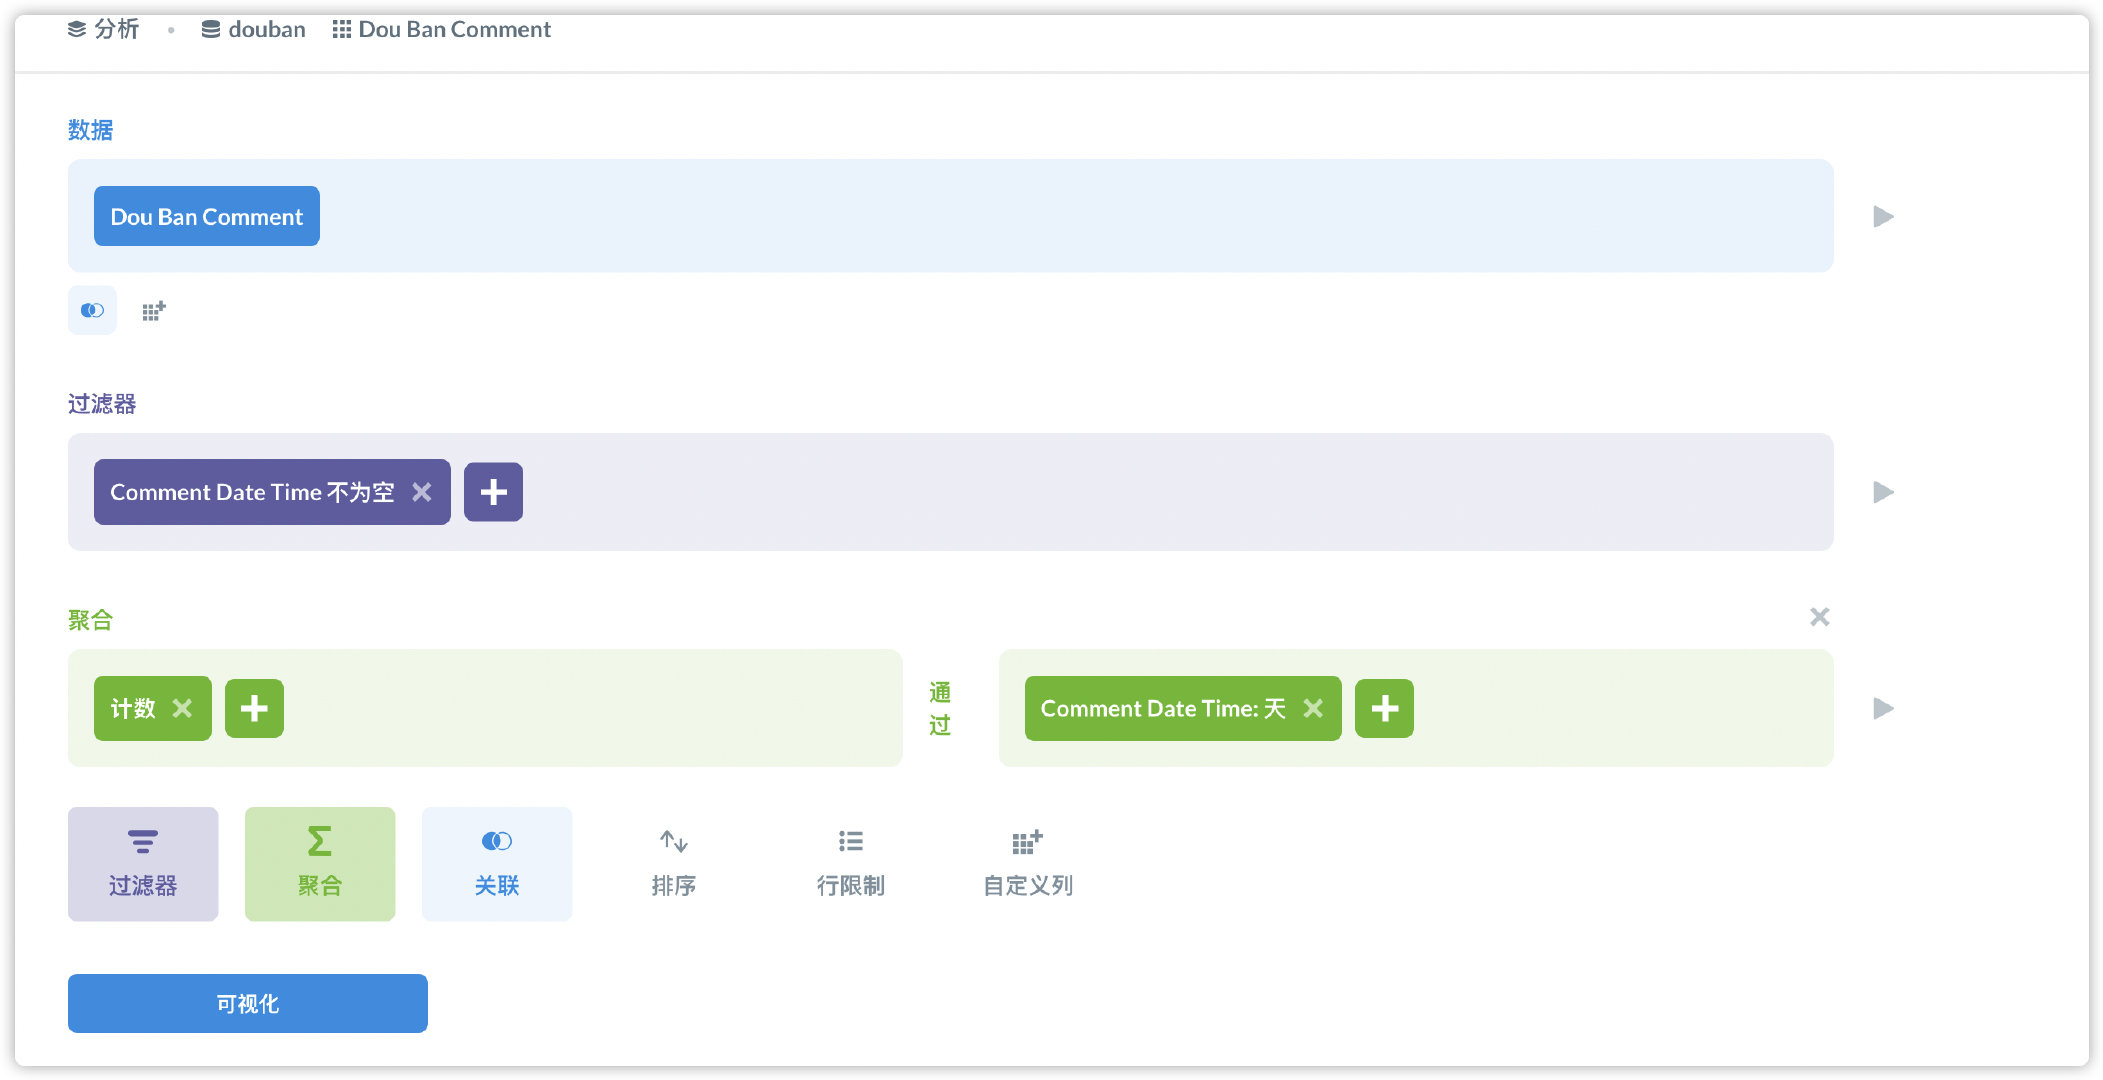 分析 • douban Dou Ban Comment
数据
Dou Ban Comment
过滤器
Comment Date Time 不为空
聚合
计数
通过
Comment Date Time: 天
过滤器 聚合 关联 排序 行限制 自定义列
可视化